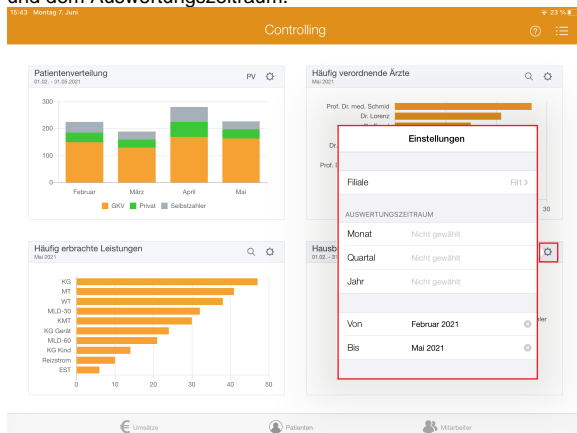 und dem Auswertungszeitraum.
15:43 Montag 7. Juni
23 %
Controlling
Patientenverteilung
01.02. - 31.05.2021
PV
300
200
100
0
Februar März April Mai
GKV Privat Selbstzahler
Häufig verordnende Ärzte
Mai 2021
Prof. Dr. med. Schmid
Dr. Lorenz
Dr.
Prof.
30
Häufig erbrachte Leistungen
Mai 2021
KG
MT
WT
MLD-30
KMT
KG Gerät
MLD-60
KG Kind
Reizstrom
EST
0 10 20 30 40 50
Hausb
01.02. - 31
Einstellungen
Filiale Fil1
AUSWERTUNGSZEITRAUM
Monat Nicht gewählt
Quartal Nicht gewählt
Jahr Nicht gewählt
Von Februar 2021
Bis Mai 2021
Umsätze
Patienten
Mitarbeiter